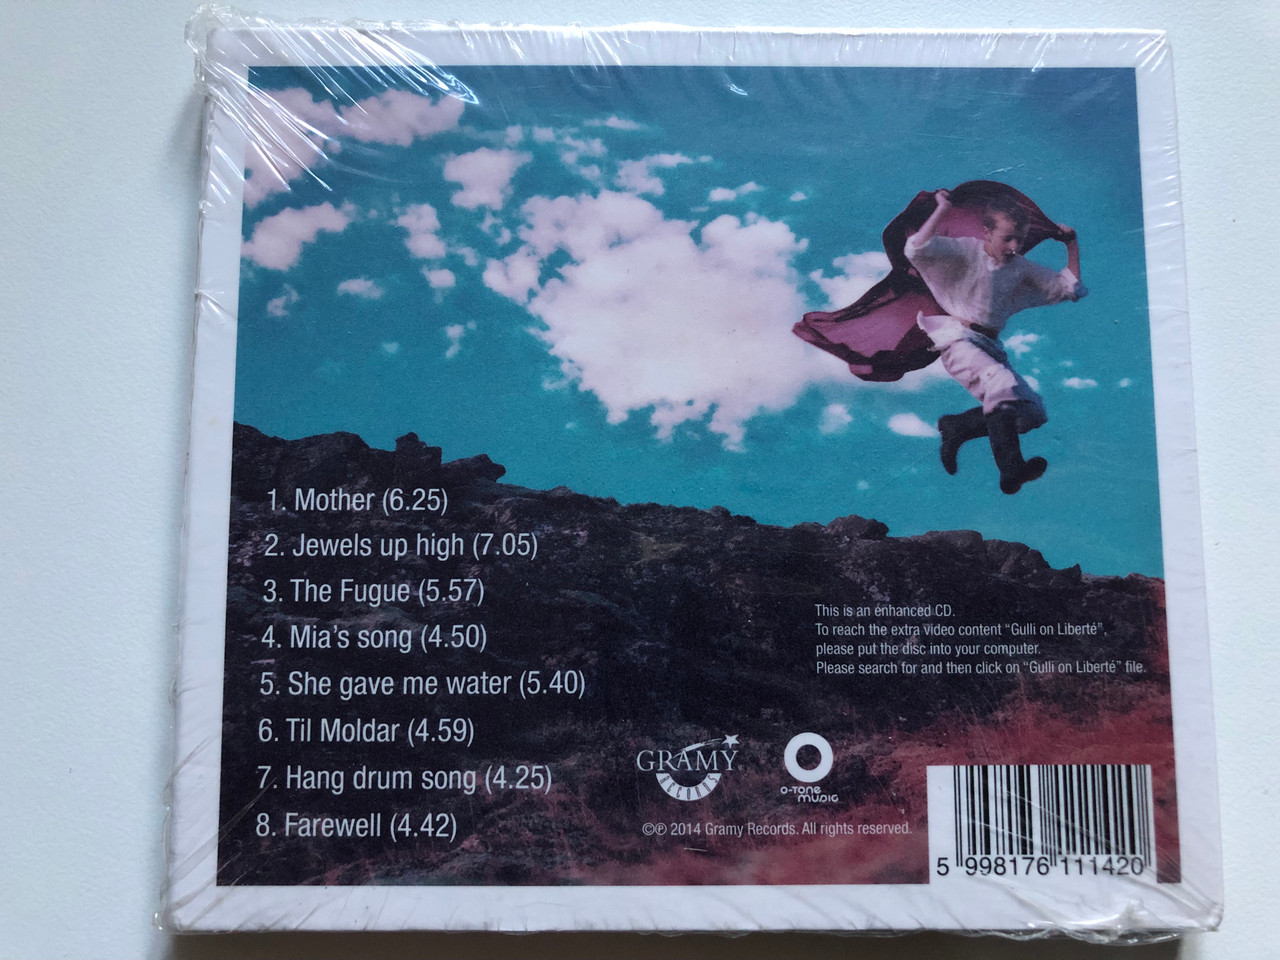 1. Mother (6.25)
2. Jewels up high (7.05)
3. The Fugue (5.57)
4. Mia's song (4.50)
5. She gave me water (5.40)
6. Til Moldar (4.59)
7. Hang drum song (4.25)
8. Farewell (4.42)
This is an enhanced CD.
To reach the extra video content “Gulli on Liberté”,
please put the disc into your computer.
Please search for and then click on “Gulli on Liberté” file.
GRAMY
RECORDS
O-TONE
MUSIC
©℗ 2014 Gramy Records. All rights reserved.
5 998176 111420